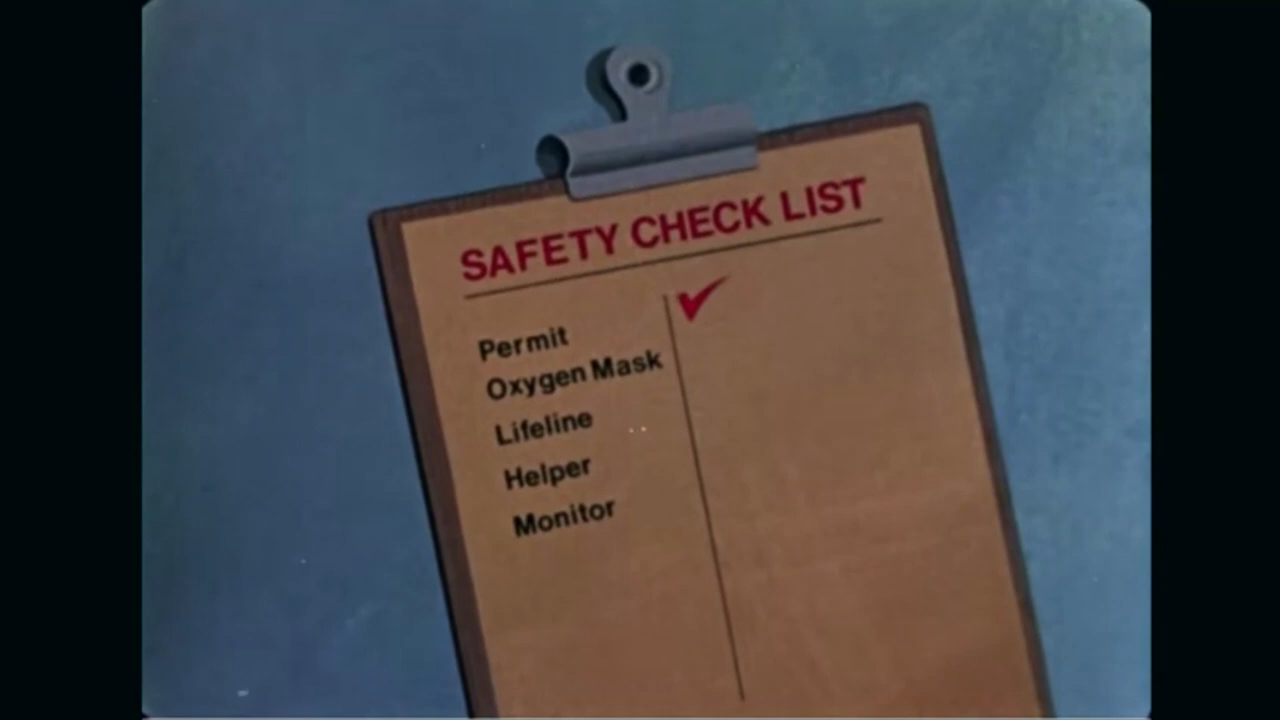 SAFETY CHECK LIST
Permit
Oxygen Mask
Lifeline
Helper
Monitor